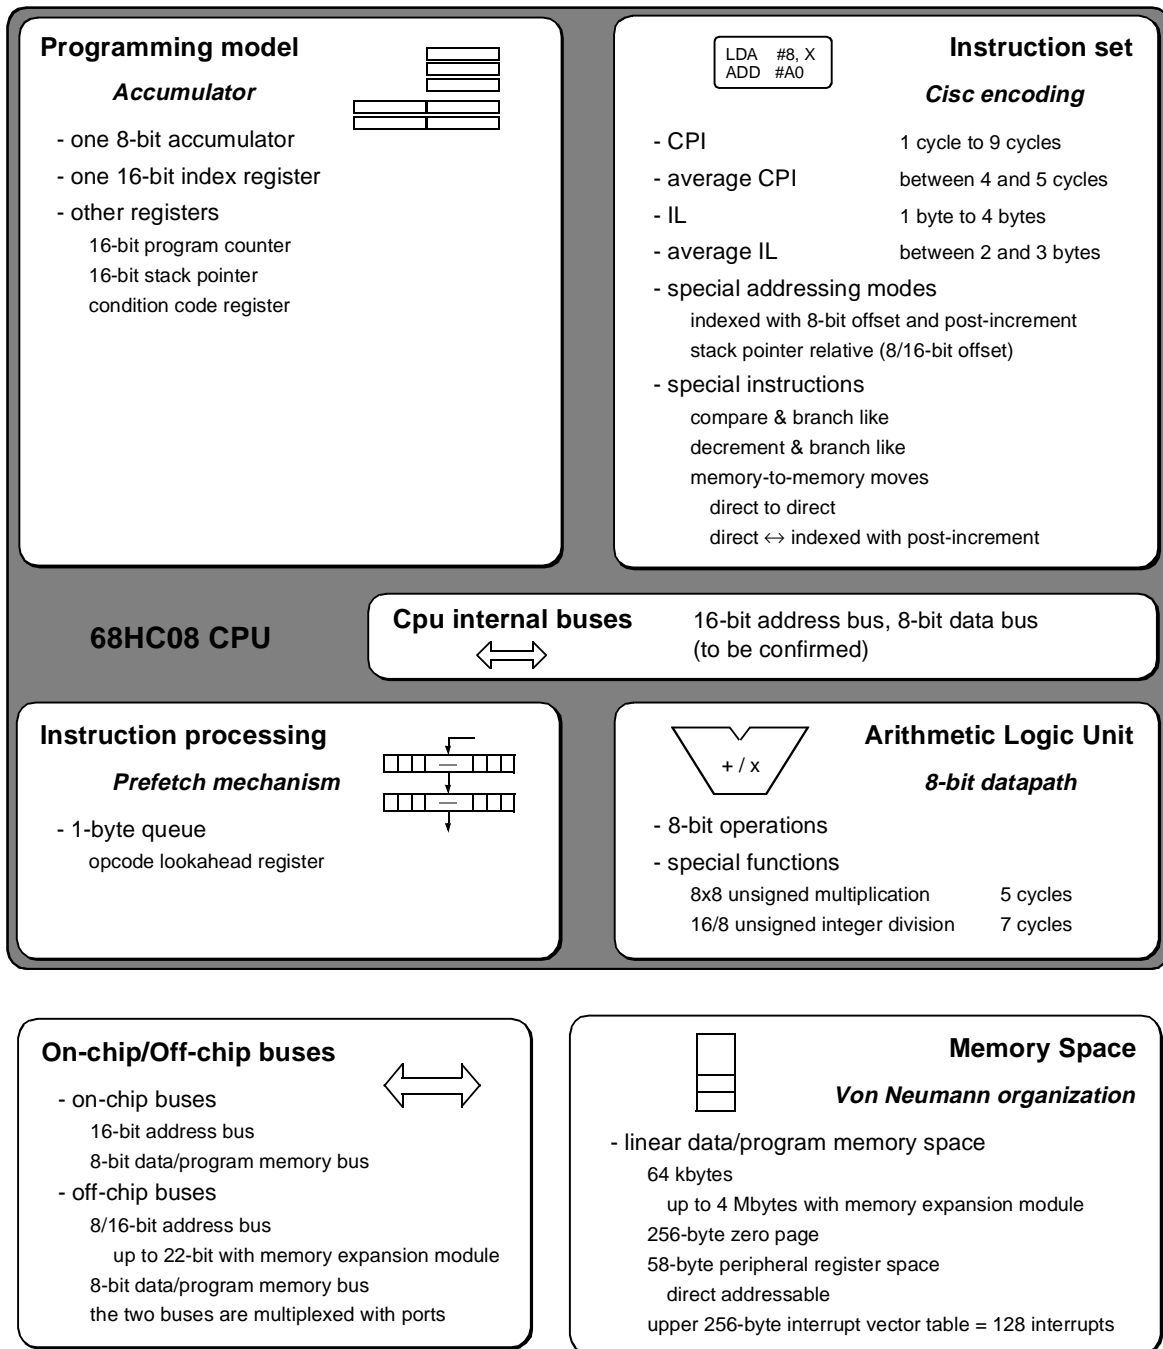 Programming model
Accumulator
- one 8-bit accumulator
- one 16-bit index register
- other registers
16-bit program counter
16-bit stack pointer
condition code register
LDA #8, X
ADD #A0
Instruction set
Cisc encoding
- CPI 1 cycle to 9 cycles
- average CPI between 4 and 5 cycles
- IL 1 byte to 4 bytes
- average IL between 2 and 3 bytes
- special addressing modes
indexed with 8-bit offset and post-increment
stack pointer relative (8/16-bit offset)
- special instructions
compare & branch like
decrement & branch like
memory-to-memory moves
direct to direct
direct ↔ indexed with post-increment
68HC08 CPU
Cpu internal buses
16-bit address bus, 8-bit data bus
(to be confirmed)
Instruction processing
Prefetch mechanism
- 1-byte queue
opcode lookahead register
+ / x
Arithmetic Logic Unit
8-bit datapath
- 8-bit operations
- special functions
8x8 unsigned multiplication 5 cycles
16/8 unsigned integer division 7 cycles
On-chip/Off-chip buses
- on-chip buses
16-bit address bus
8-bit data/program memory bus
- off-chip buses
8/16-bit address bus
up to 22-bit with memory expansion module
8-bit data/program memory bus
the two buses are multiplexed with ports
Memory Space
Von Neumann organization
- linear data/program memory space
64 kbytes
up to 4 Mbytes with memory expansion module
256-byte zero page
58-byte peripheral register space
direct addressable
upper 256-byte interrupt vector table = 128 interrupts